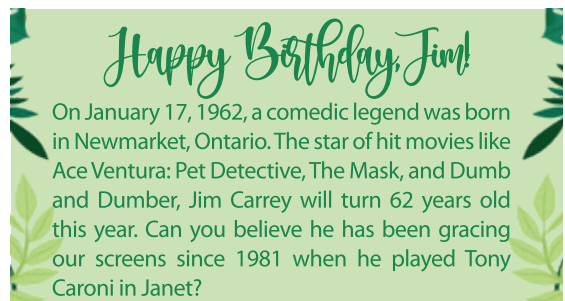 Happy Birthday, Jim!
On January 17, 1962, a comedic legend was born
in Newmarket, Ontario. The star of hit movies like
Ace Ventura: Pet Detective, The Mask, and Dumb
and Dumber, Jim Carrey will turn 62 years old
this year. Can you believe he has been gracing
our screens since 1981 when he played Tony
Caroni in Janet?